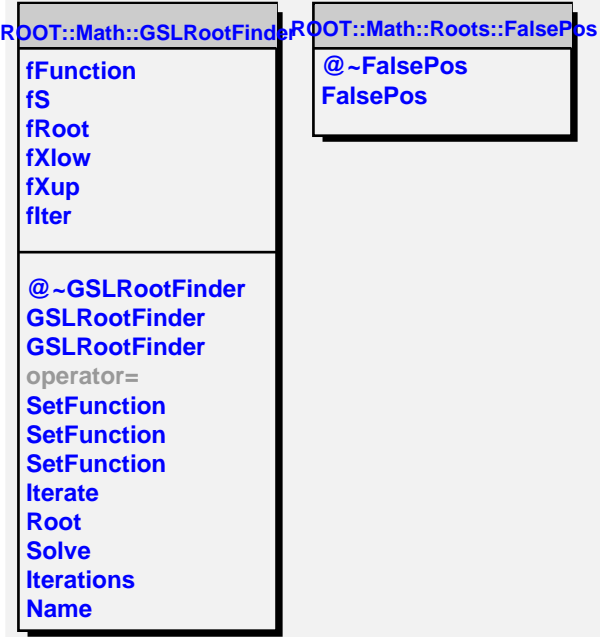 ROOT::Math::GSLRootFinder
fFunction
fS
fRoot
fXlow
fXup
fIter
@~GSLRootFinder
GSLRootFinder
GSLRootFinder
operator=
SetFunction
SetFunction
SetFunction
Iterate
Root
Solve
Iterations
Name
ROOT::Math::Roots::FalsePos
@~FalsePos
FalsePos